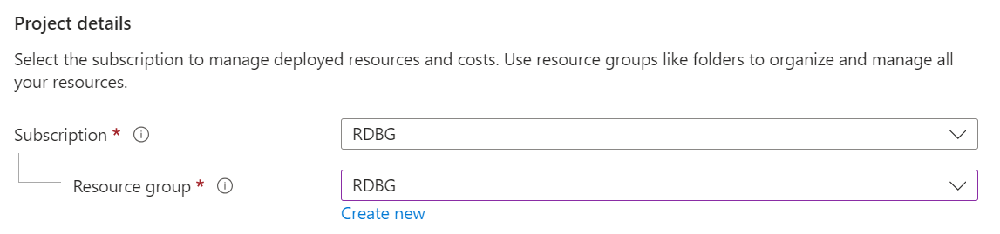 Project details
Select the subscription to manage deployed resources and costs. Use resource groups like folders to organize and manage all
your resources.
Subscription *
RDBG
Resource group *
RDBG
Create new